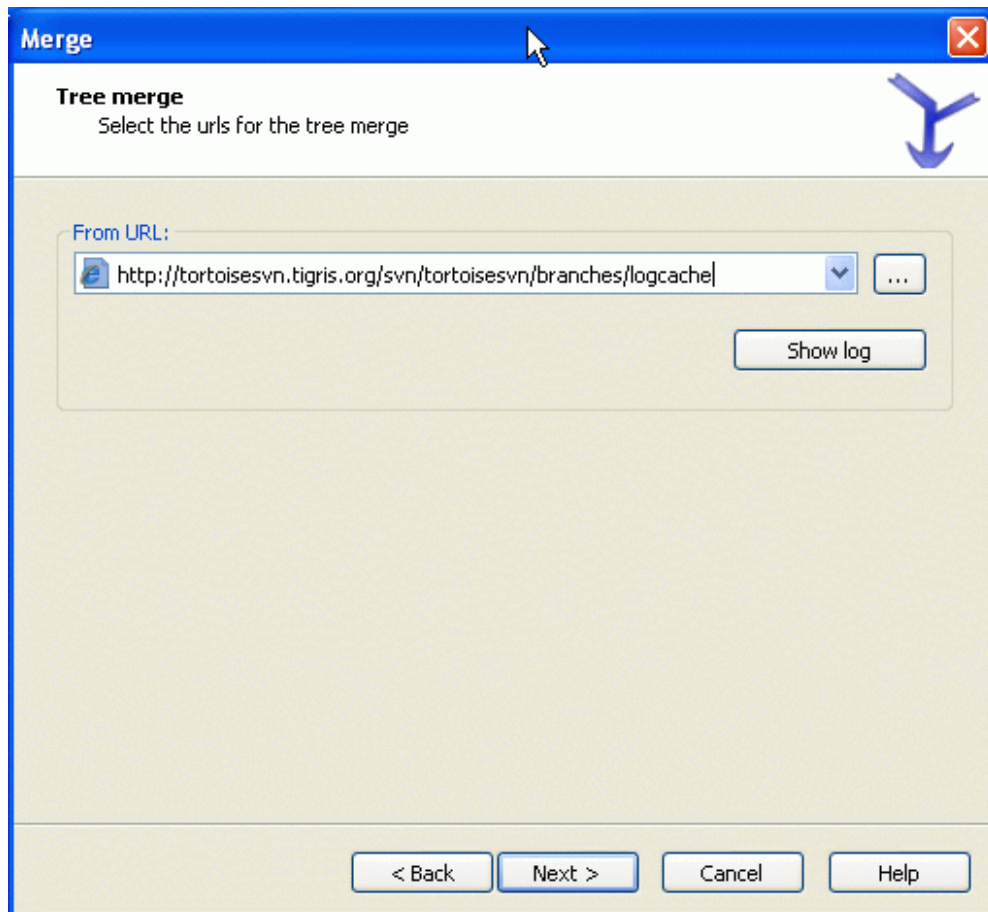 Merge
Tree merge
Select the urls for the tree merge
From URL:
http://tortoisesvn.tigris.org/svn/tortoisesvn/branches/logcache
...
Show log
< Back Next > Cancel Help